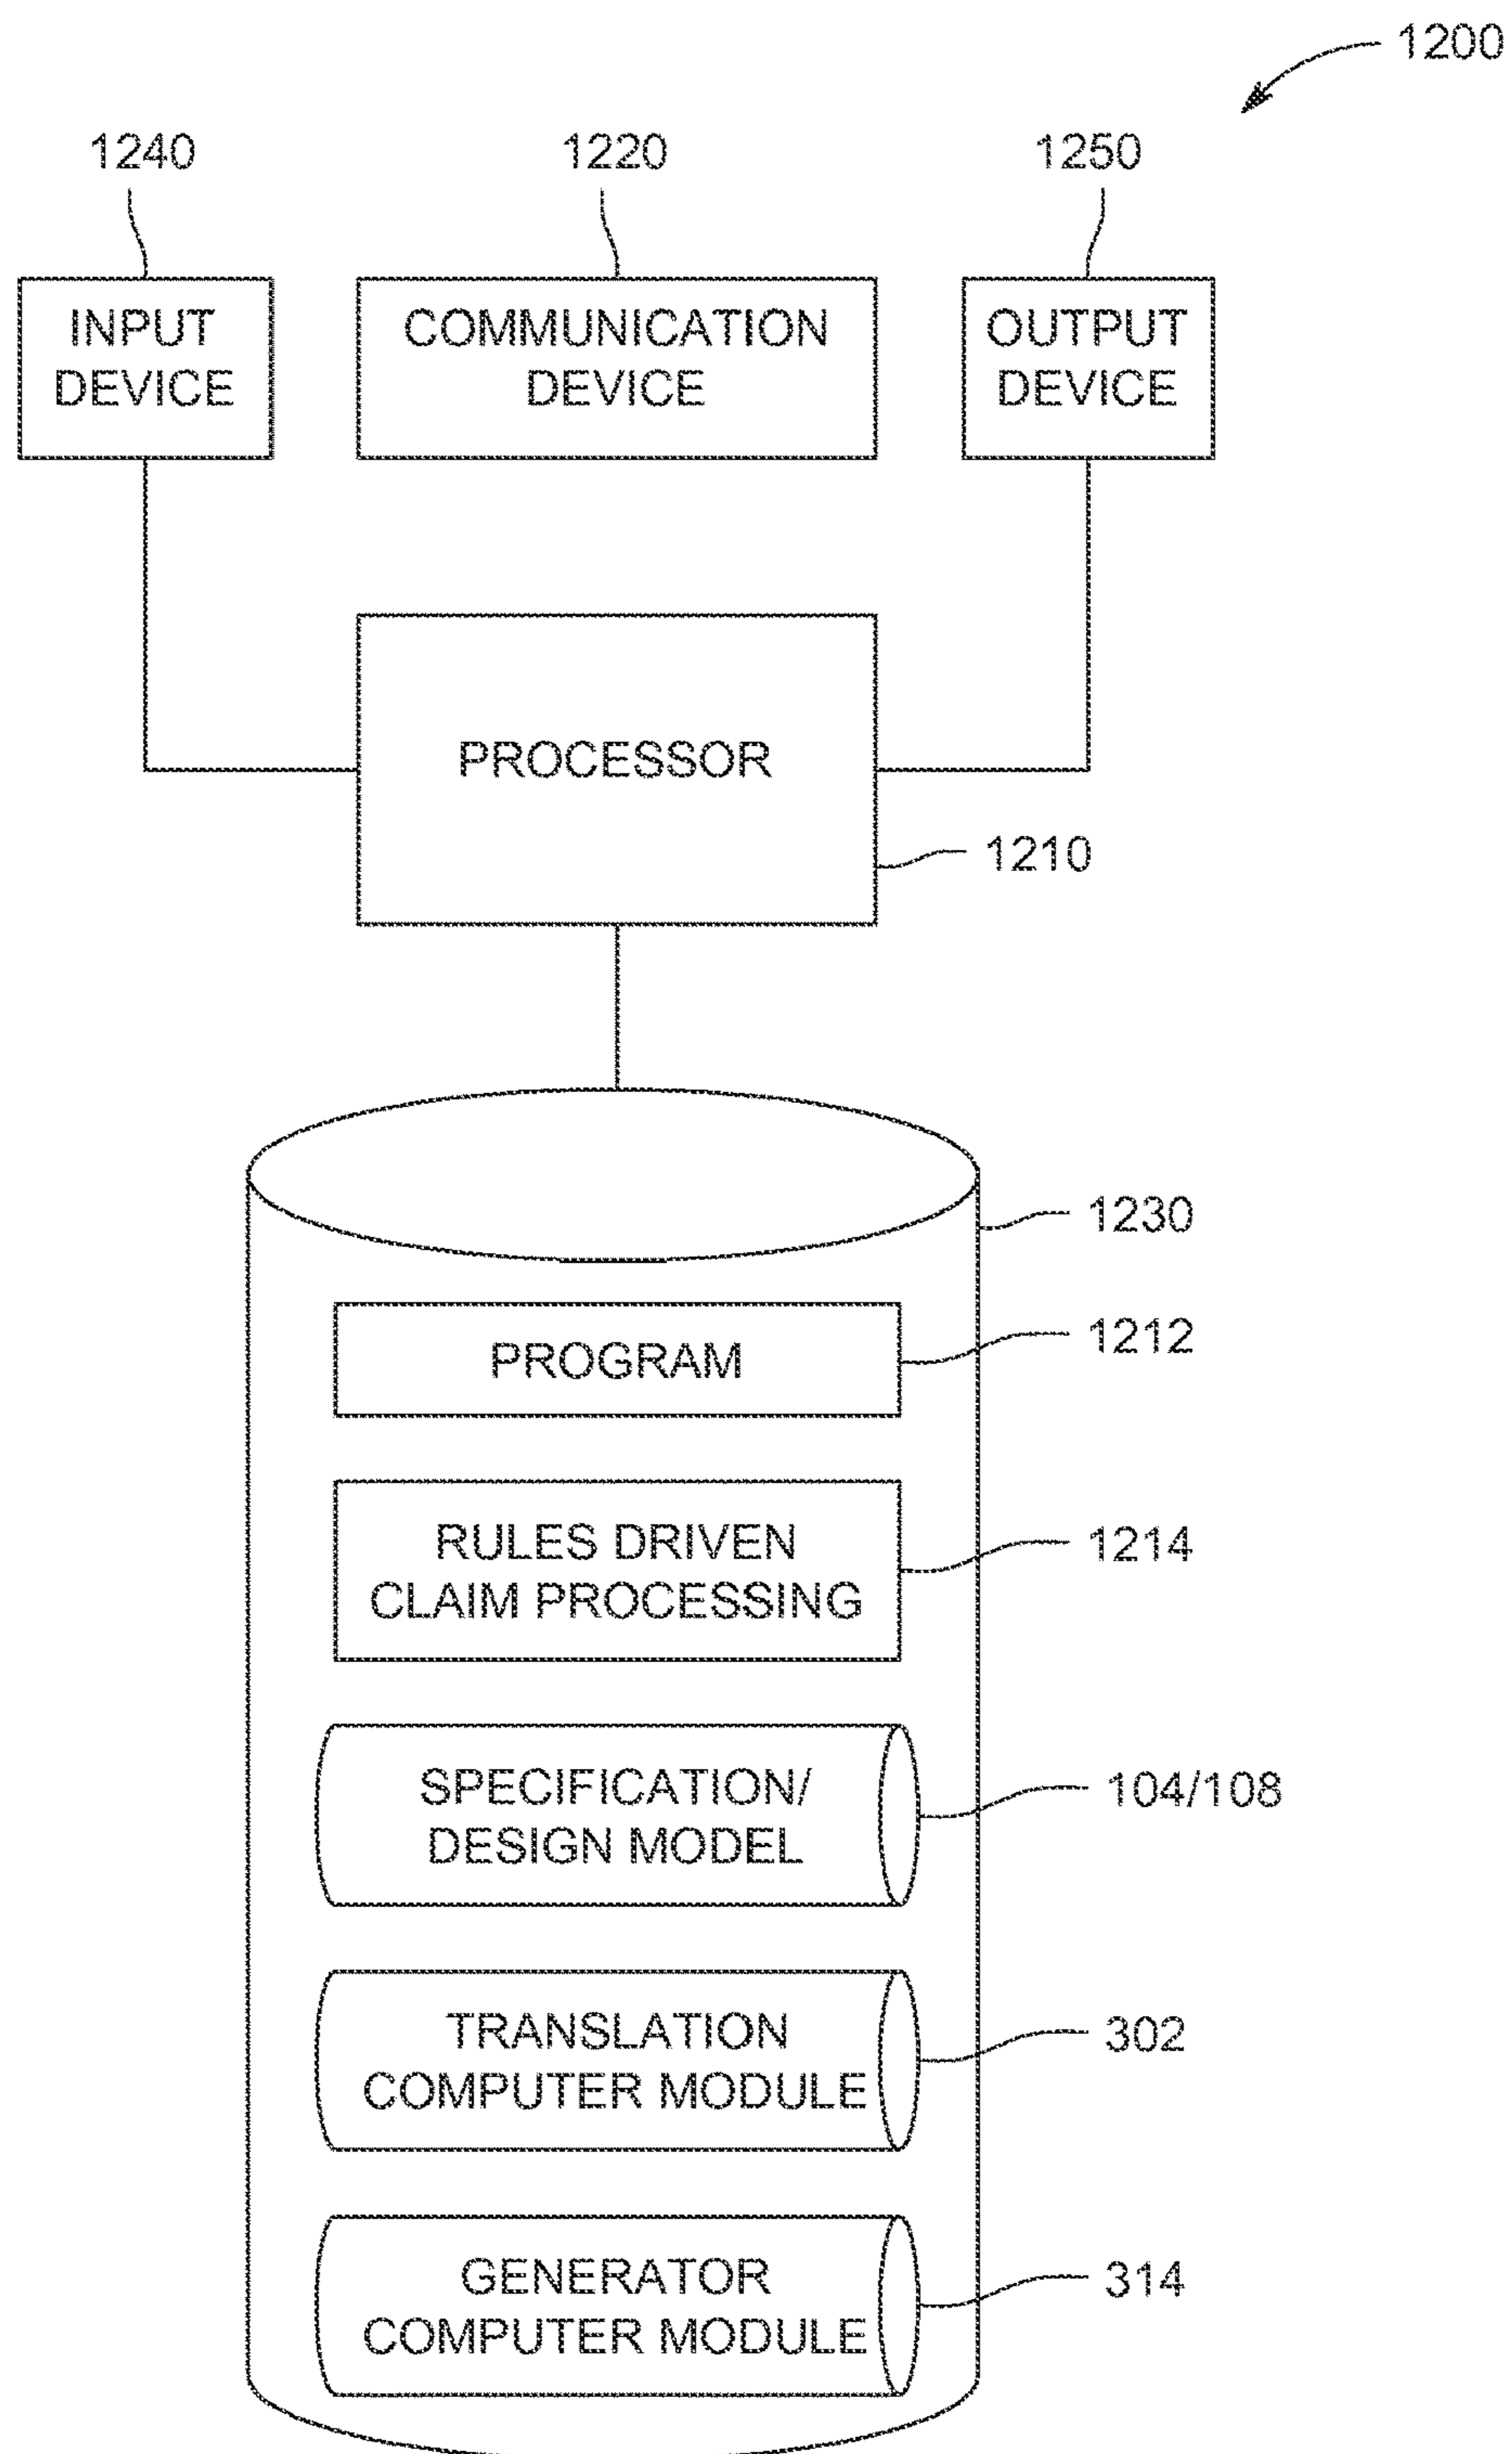 1200
1240
1220
1250
INPUT
DEVICE
COMMUNICATION
DEVICE
OUTPUT
DEVICE
PROCESSOR
1210
1230
PROGRAM
1212
RULES DRIVEN
CLAIM PROCESSING
1214
SPECIFICATION/
DESIGN MODEL
104/108
TRANSLATION
COMPUTER MODULE
302
GENERATOR
COMPUTER MODULE
314